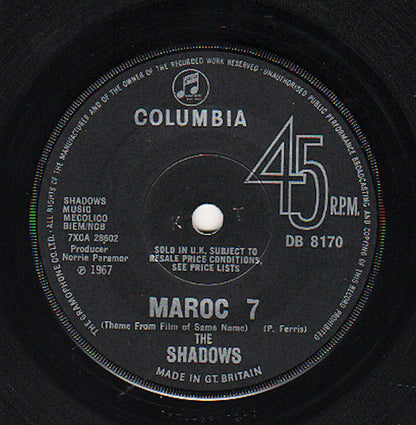 THE GRAMOPHONE CO. LTD. · ALL RIGHTS OF THE MANUFACTURER AND OF THE OWNER OF THE RECORDED WORK RESERVED · UNAUTHORISED PUBLIC PERFORMANCE BROADCASTING AND COPYING OF THIS RECORD PROHIBITED
COLUMBIA
45 R.P.M.
DB 8170
SHADOWS
MUSIC
MECOLICO
BIEM/NCB
7XCA 28602
Producer
Norrie Paramor
℗ 1967
K T
SOLD IN U.K. SUBJECT TO
RESALE PRICE CONDITIONS,
SEE PRICE LISTS
MAROC 7
(Theme From Film of Same Name) (P. Ferris)
THE
SHADOWS
MADE IN GT. BRITAIN